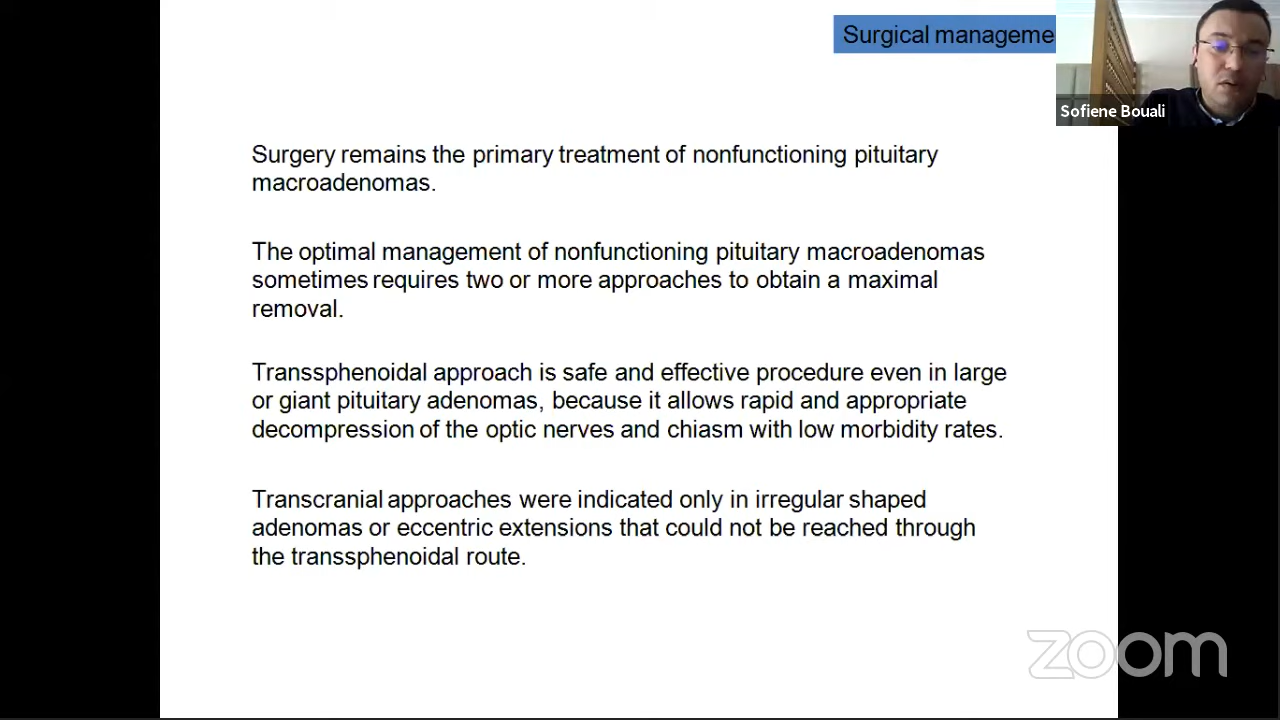 Surgical manageme
Sofiene Bouali
Surgery remains the primary treatment of nonfunctioning pituitary
macroadenomas.
The optimal management of nonfunctioning pituitary macroadenomas
sometimes requires two or more approaches to obtain a maximal
removal.
Transsphenoidal approach is safe and effective procedure even in large
or giant pituitary adenomas, because it allows rapid and appropriate
decompression of the optic nerves and chiasm with low morbidity rates.
Transcranial approaches were indicated only in irregular shaped
adenomas or eccentric extensions that could not be reached through
the transsphenoidal route.
zoom